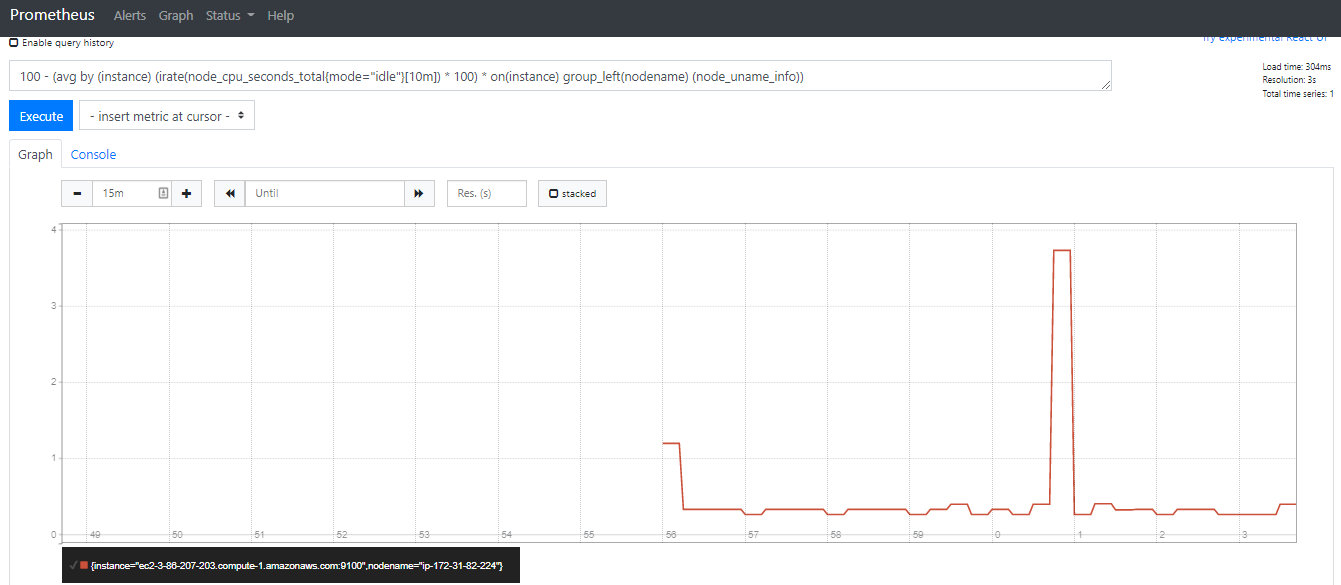 Prometheus Alerts Graph Status Help
Enable query history
Try experimental React UI
100 - (avg by (instance) (irate(node_cpu_seconds_total{mode="idle"}[10m]) * 100) * on(instance) group_left(nodename) (node_uname_info))
Load time: 304ms
Resolution: 3s
Total time series: 1
Execute - insert metric at cursor -
Graph Console
- 15m + Until Res. (s) stacked
4
3
2
1
0
49 50 51 52 53 54 55 56 57 58 59 0 1 2 3
✓ {instance="ec2-3-86-207-203.compute-1.amazonaws.com:9100",nodename="ip-172-31-82-224"}